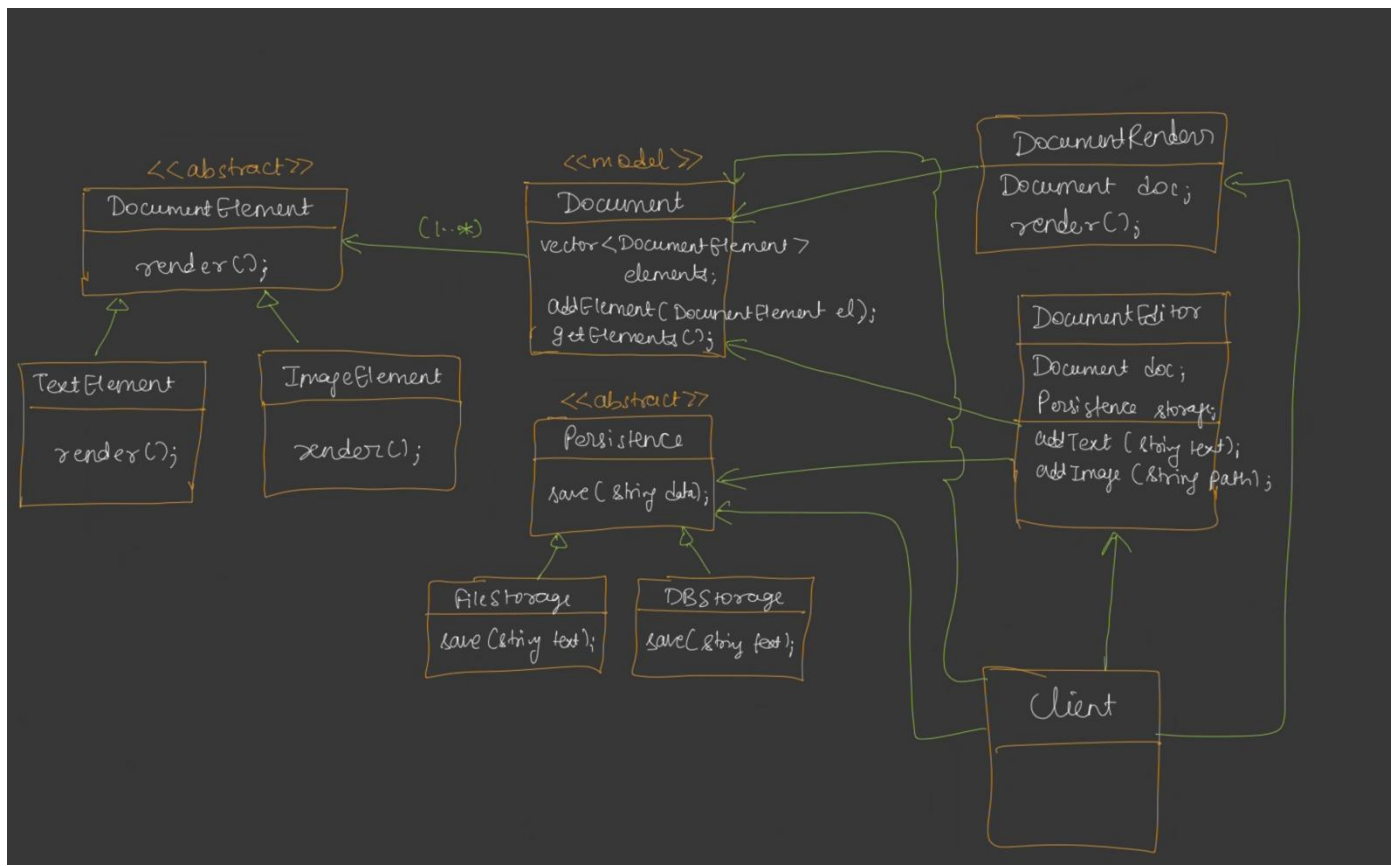 <<abstract>>
DocumentElement
render();
TextElement
render();
ImageElement
render();
(1..*)
<<model>>
Document
vector<DocumentElement>
elements;
addElement(DocumentElement el);
getElements();
<<abstract>>
Persistence
save(string data);
FileStorage
save(string text);
DBStorage
save(string text);
DocumentRenderr
Document doc;
render();
DocumentEditor
Document doc;
Persistence storage;
addText(string text);
addImage(string path);
Client